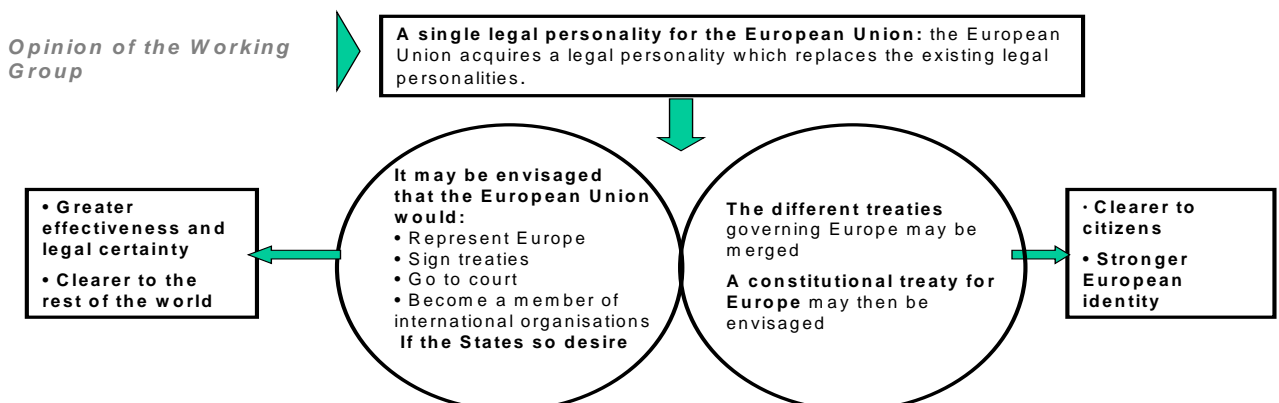 Opinion of the Working
Group
A single legal personality for the European Union: the European
Union acquires a legal personality which replaces the existing legal
personalities.
• Greater
effectiveness and
legal certainty
• Clearer to the
rest of the world
It may be envisaged
that the European Union
would:
• Represent Europe
• Sign treaties
• Go to court
• Become a member of
international organisations
If the States so desire
The different treaties
governing Europe may be
merged
A constitutional treaty for
Europe may then be
envisaged
• Clearer to
citizens
• Stronger
European
identity